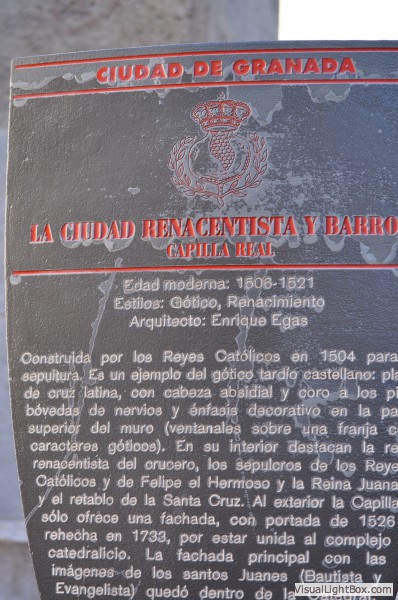 CIUDAD DE GRANADA
LA CIUDAD RENACENTISTA Y BARRO
CAPILLA REAL
Edad moderna: 1506-1521
Estilos: Gótico, Renacimiento
Arquitecto: Enrique Egas
Construida por los Reyes Católicos en 1504 para
sepultura. Es un ejemplo del gótico tardío castellano: pla
de cruz latina, con cabeza absidial y coro a los pi
bóvedas de nervios y énfasis decorativo en la pa
superior del muro (ventanales sobre una franja c
caracteres góticos). En su interior destacan la re
renacentista del crucero, los sepulcros de los Reye
Católicos y de Felipe el Hermoso y la Reina Juana
y el retablo de la Santa Cruz. Al exterior la Capilla
sólo ofrece una fachada, con portada de 1526
rehecha en 1733, por estar unida al complejo
catedralicio. La fachada principal con las
imágenes de los santos Juanes (Bautista y
Evangelista) quedó dentro de la Catedral.
VisualLightBox.com